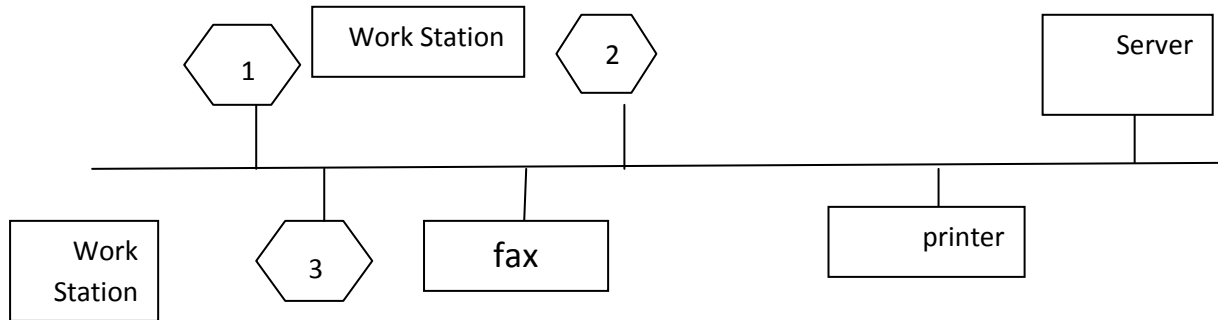 1
Work Station
2
Server
Work
Station
3
fax
printer